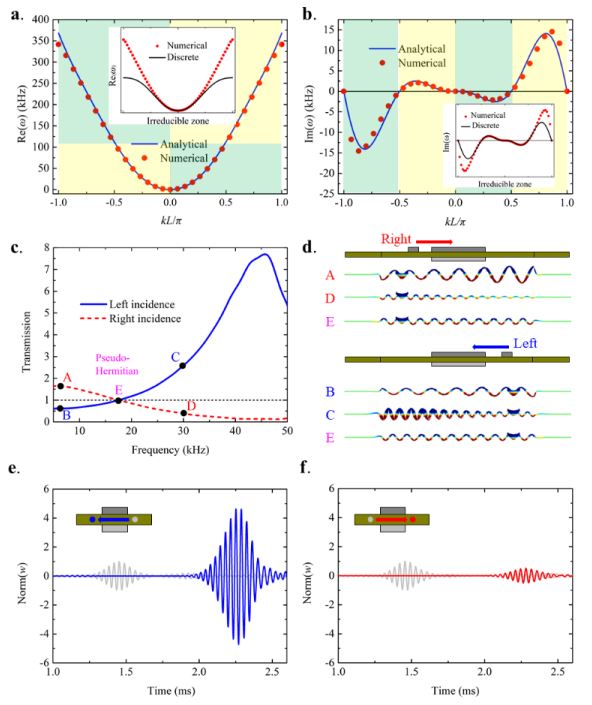 a.
400
350
300
250
200
150
100
50
0
Re(ω) (kHz)
Numerical
Discrete
Re(ω)
Irreducible zone
Analytical
Numerical
-1.0 -0.5 0.0 0.5 1.0
kL/π
b.
15
10
5
0
-5
-10
-15
-20
-25
Im(ω) (kHz)
Analytical
Numerical
Numerical
Discrete
Im(ω)
Irreducible zone
-1.0 -0.5 0.0 0.5 1.0
kL/π
c.
8
7
6
5
4
3
2
1
0
Transmission
Left incidence
Right incidence
Pseudo-
Hermitian
A
B
C
D
E
10 20 30 40 50
Frequency (kHz)
d.
Right
A
D
E
Left
B
C
E
e.
6
4
2
0
-2
-4
-6
Norm(w)
1.0 1.5 2.0 2.5
Time (ms)
f.
6
4
2
0
-2
-4
-6
Norm(w)
1.0 1.5 2.0 2.5
Time (ms)